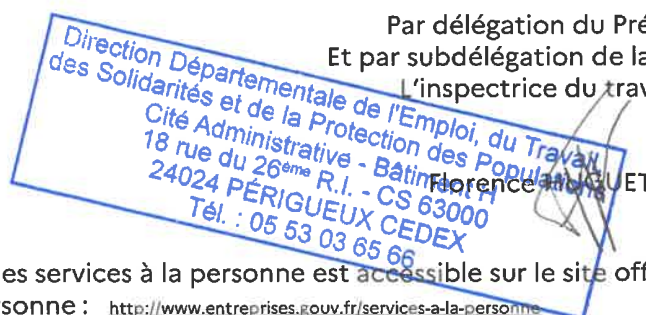 Par délégation du Pré
Et par subdélégation de la
L'inspectrice du trav
Direction Départementale de l'Emploi, du Travail
des Solidarités et de la Protection des Populations
Cité Administrative - Bâtiment H
18 rue du 26ème R.I. - CS 63000
24024 PÉRIGUEUX CEDEX
Tél. : 05 53 03 65 66
Florence HUGUET
es services à la personne est accessible sur le site off
rsonne : http://www.entreprises.gouv.fr/services-a-la-personne